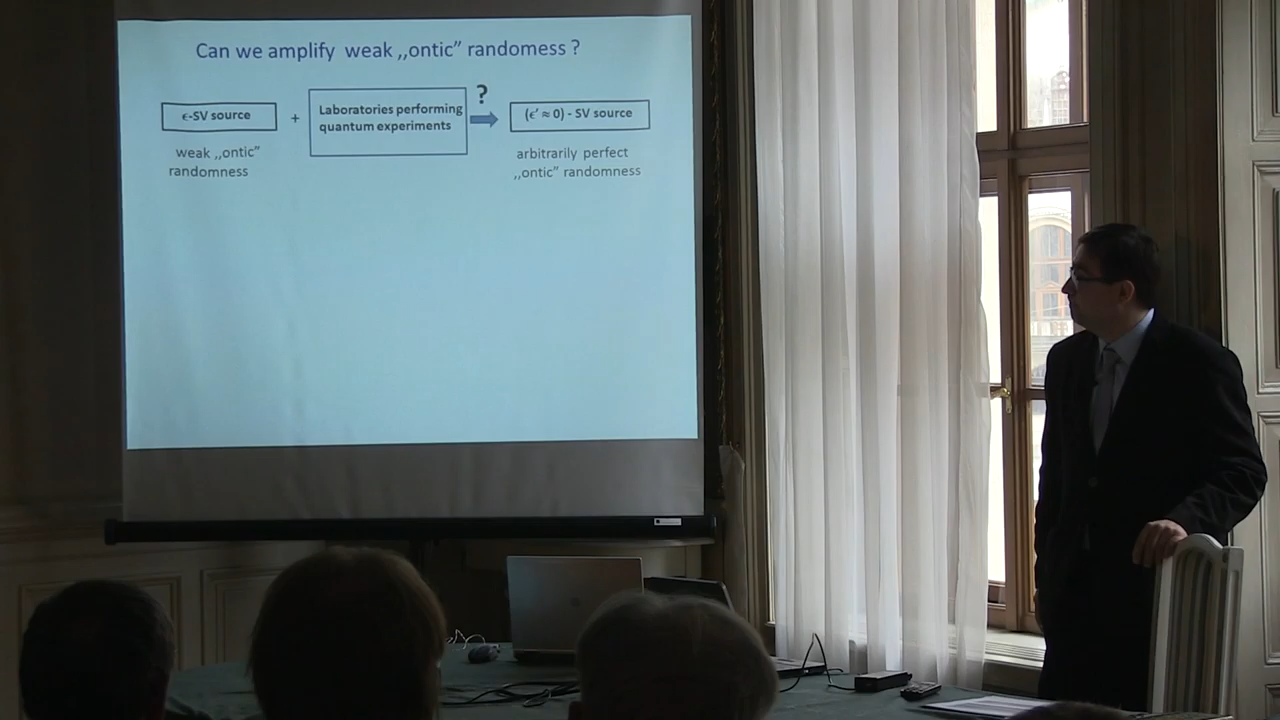 Can we amplify weak ,,ontic” randomess ?
ϵ-SV source
+
Laboratories performing
quantum experiments
?
(ϵ′ ≈ 0) - SV source
weak ,,ontic”
randomness
arbitrarily perfect
,,ontic” randomness